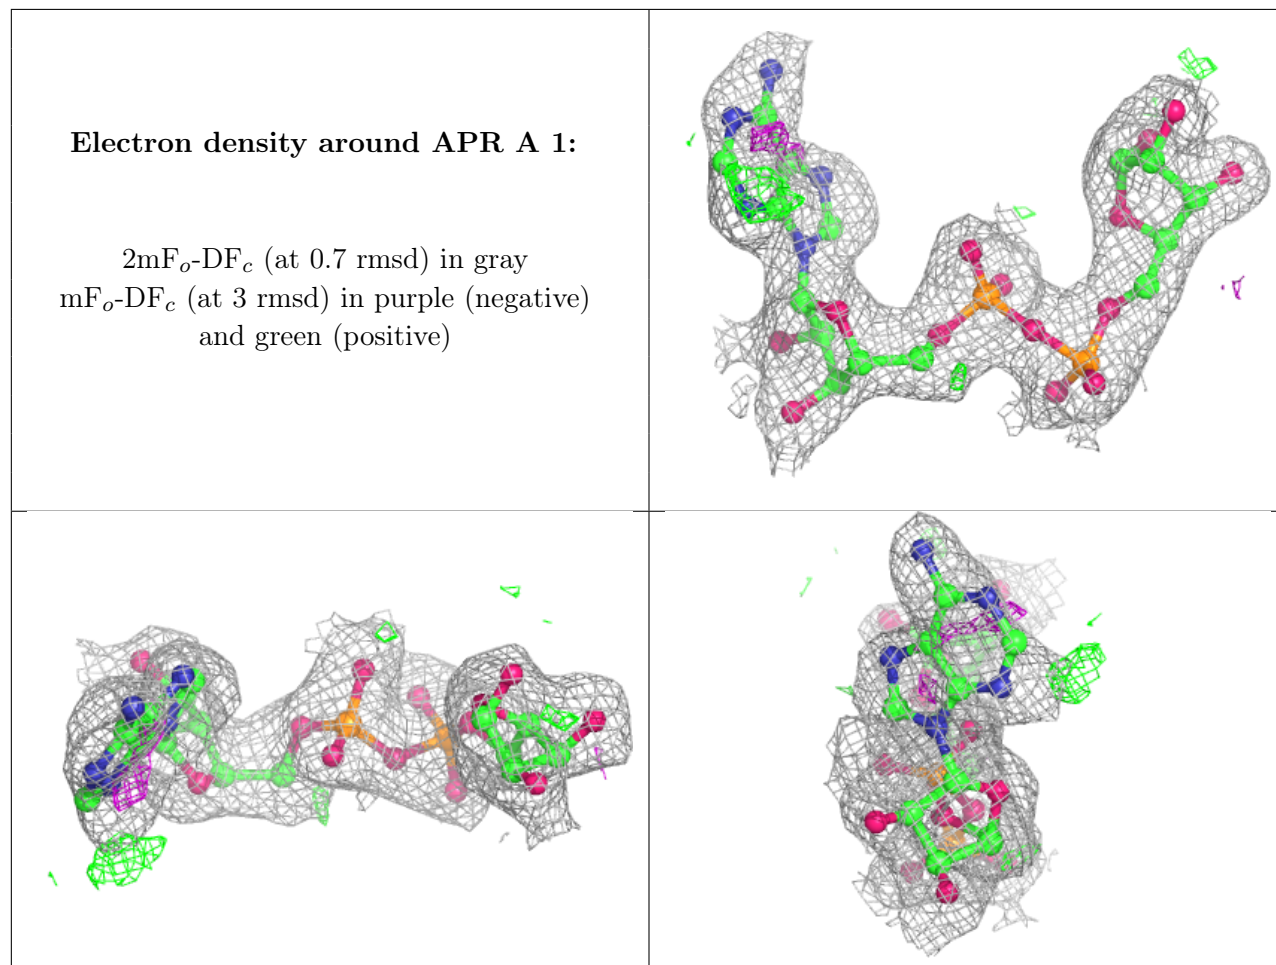 Electron density around APR A 1:
2mFo-DFc (at 0.7 rmsd) in gray
mFo-DFc (at 3 rmsd) in purple (negative)
and green (positive)